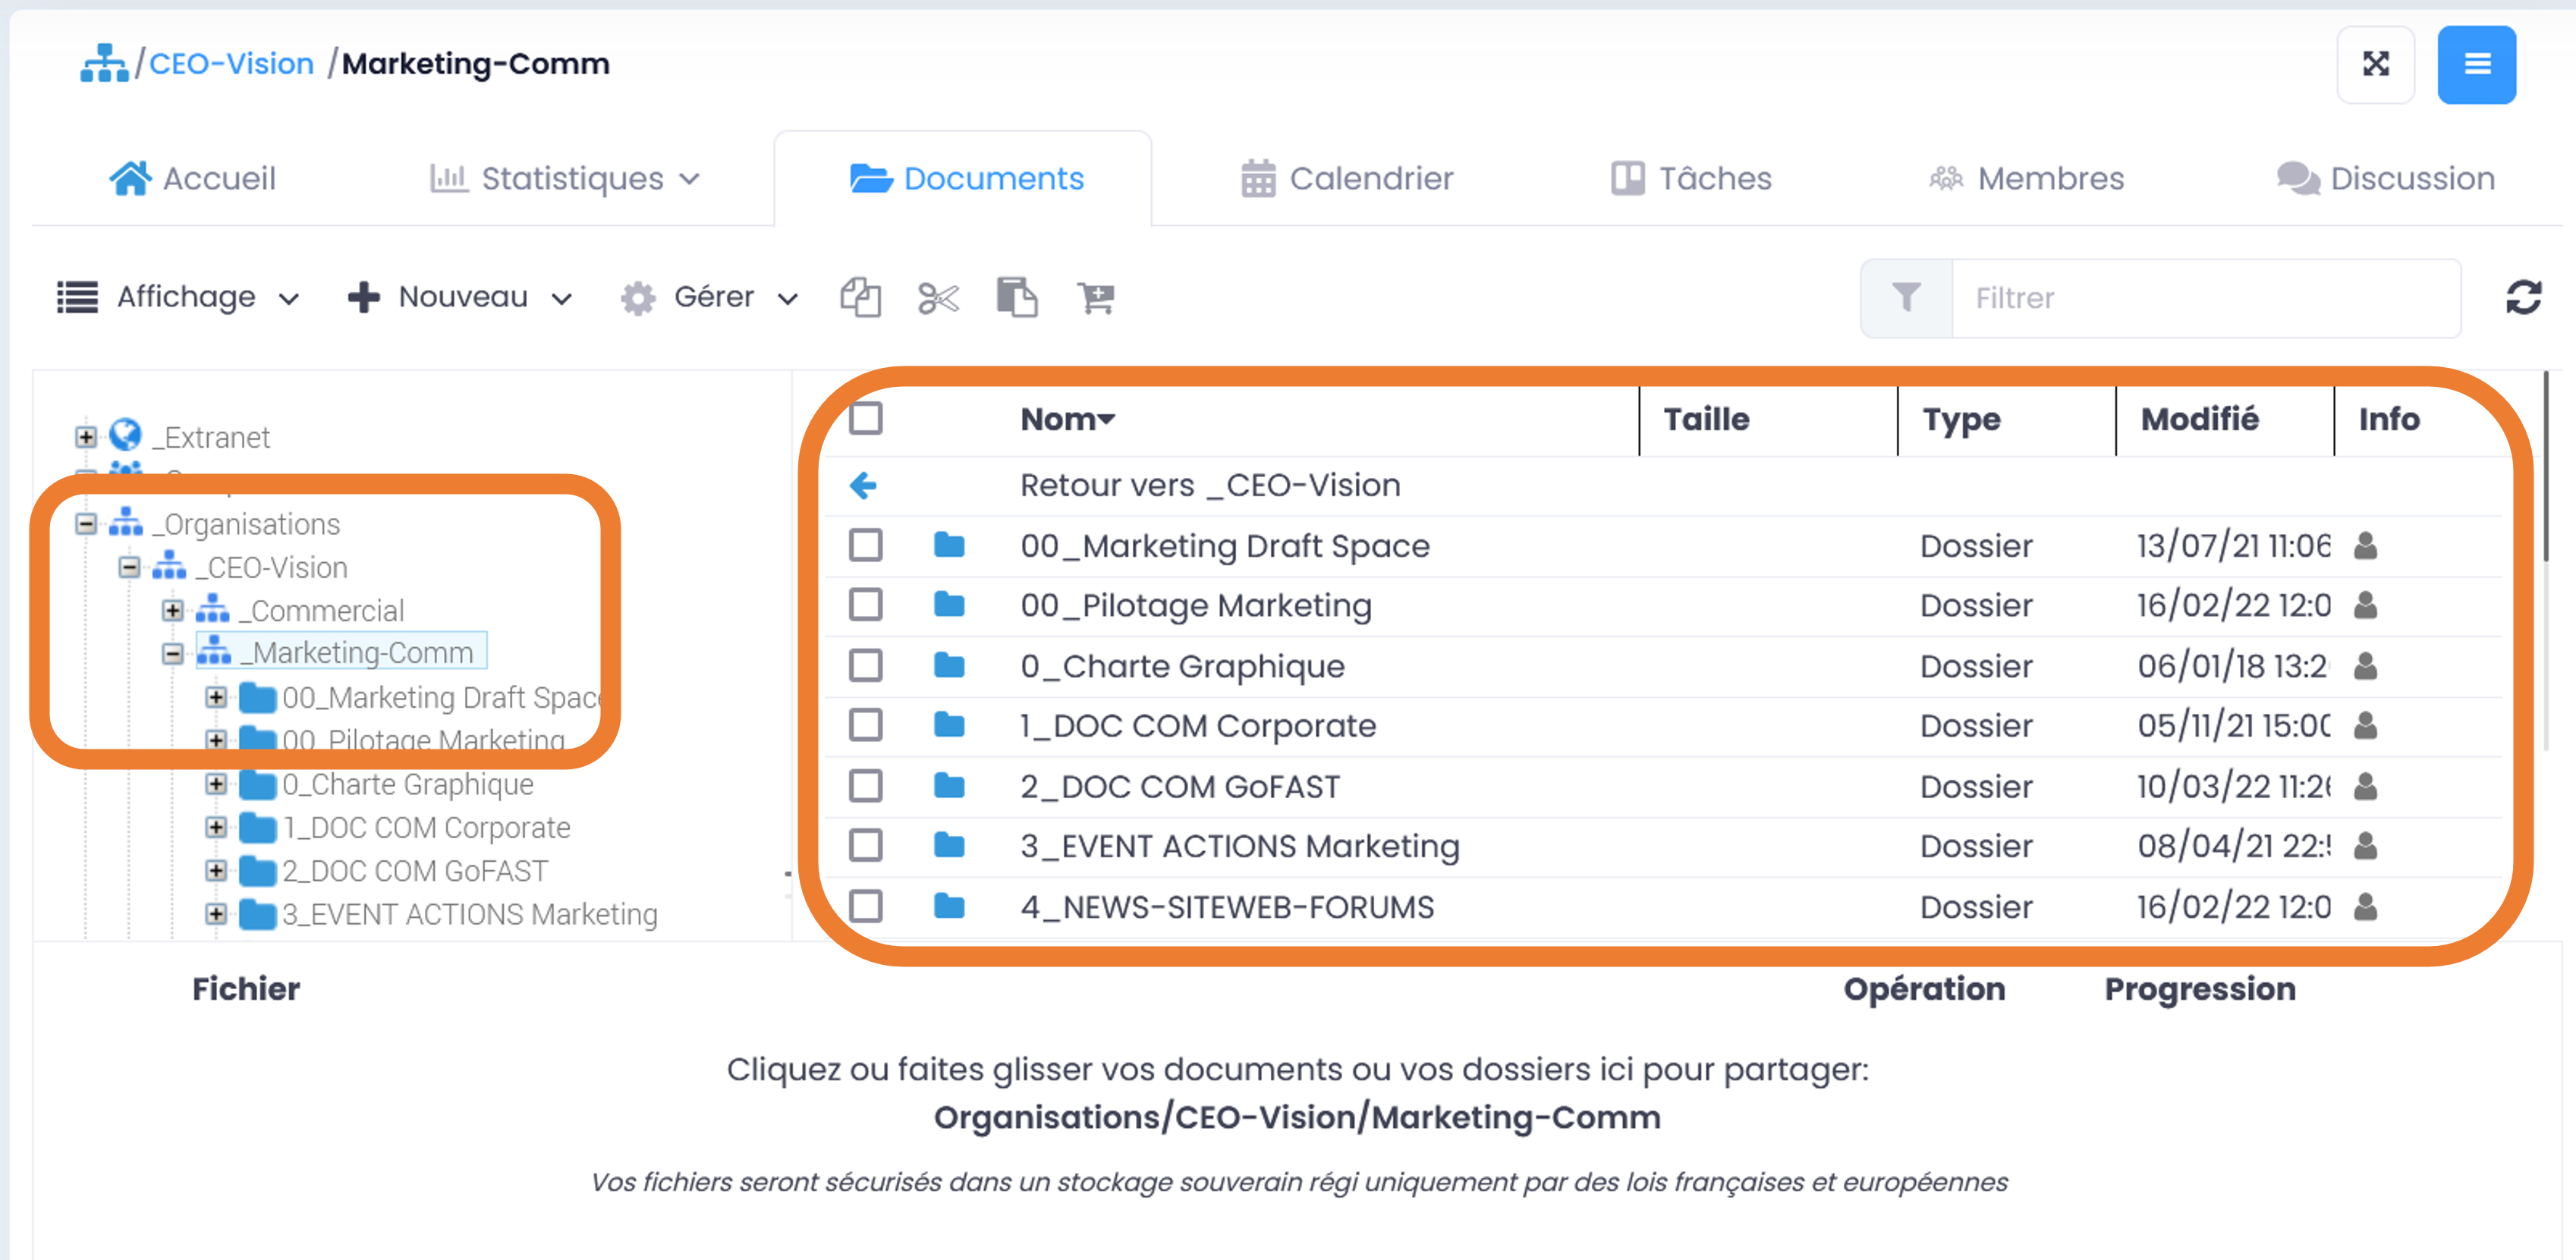 /CEO-Vision /Marketing-Comm
Accueil Statistiques Documents Calendrier Tâches Membres Discussion
Affichage Nouveau Gérer Filtrer
_Extranet
_Organisations
_CEO-Vision
_Commercial
_Marketing-Comm
00_Marketing Draft Space
00_Pilotage Marketing
0_Charte Graphique
1_DOC COM Corporate
2_DOC COM GoFAST
3_EVENT ACTIONS Marketing
Nom Taille Type Modifié Info
Retour vers _CEO-Vision
00_Marketing Draft Space Dossier 13/07/21 11:06
00_Pilotage Marketing Dossier 16/02/22 12:0
0_Charte Graphique Dossier 06/01/18 13:2
1_DOC COM Corporate Dossier 05/11/21 15:00
2_DOC COM GoFAST Dossier 10/03/22 11:26
3_EVENT ACTIONS Marketing Dossier 08/04/21 22:
4_NEWS-SITEWEB-FORUMS Dossier 16/02/22 12:0
Fichier Opération Progression
Cliquez ou faites glisser vos documents ou vos dossiers ici pour partager:
Organisations/CEO-Vision/Marketing-Comm
Vos fichiers seront sécurisés dans un stockage souverain régi uniquement par des lois françaises et européennes